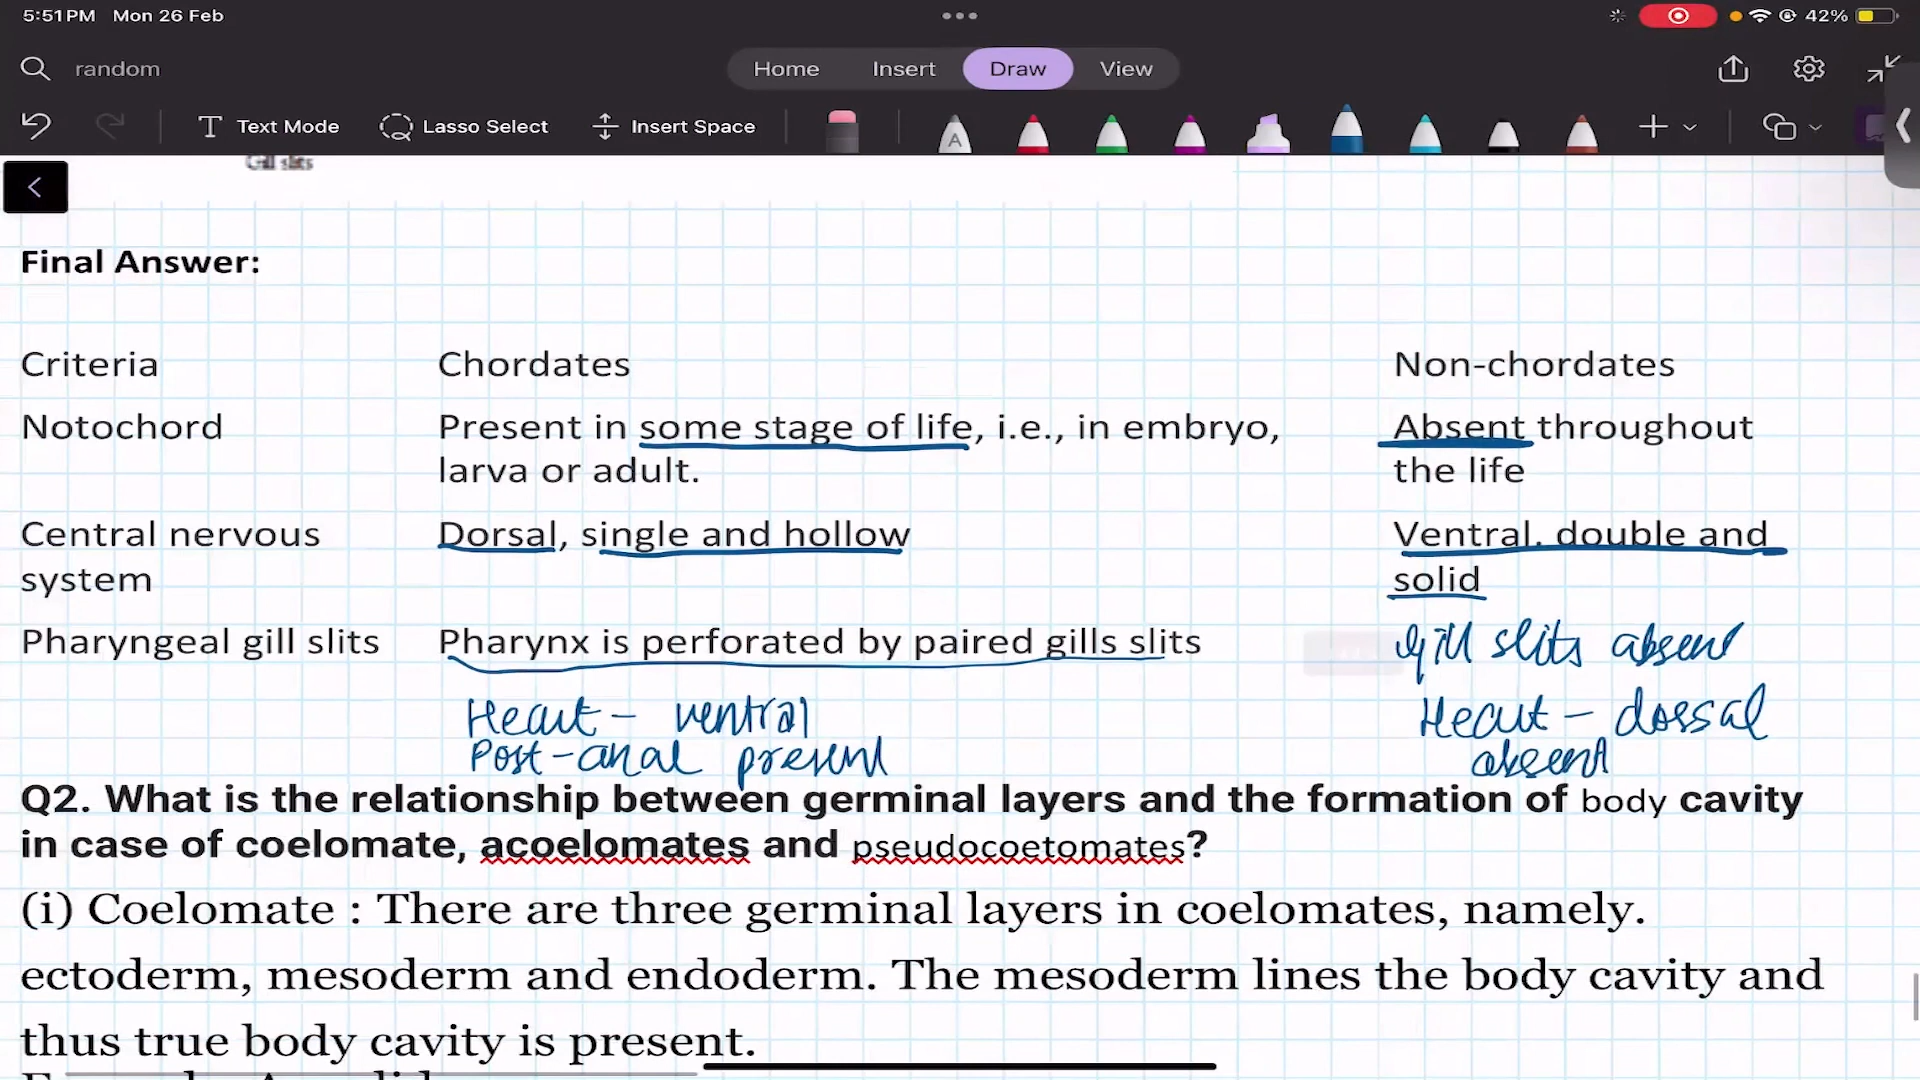 5:51 PM Mon 26 Feb
42%
random
Home Insert Draw View
Text Mode Lasso Select Insert Space
A
Gill slits
Final Answer:
Criteria Chordates Non-chordates
Notochord Present in some stage of life, i.e., in embryo, Absent throughout
larva or adult. the life
Central nervous Dorsal, single and hollow Ventral, double and
system solid
Pharyngeal gill slits Pharynx is perforated by paired gills slits Gill slits absent
Heart – ventral Heart – dorsal
Post-anal present absent
Q2. What is the relationship between germinal layers and the formation of body cavity
in case of coelomate, acoelomates and pseudocoetomates?
(i) Coelomate : There are three germinal layers in coelomates, namely.
ectoderm, mesoderm and endoderm. The mesoderm lines the body cavity and
thus true body cavity is present.